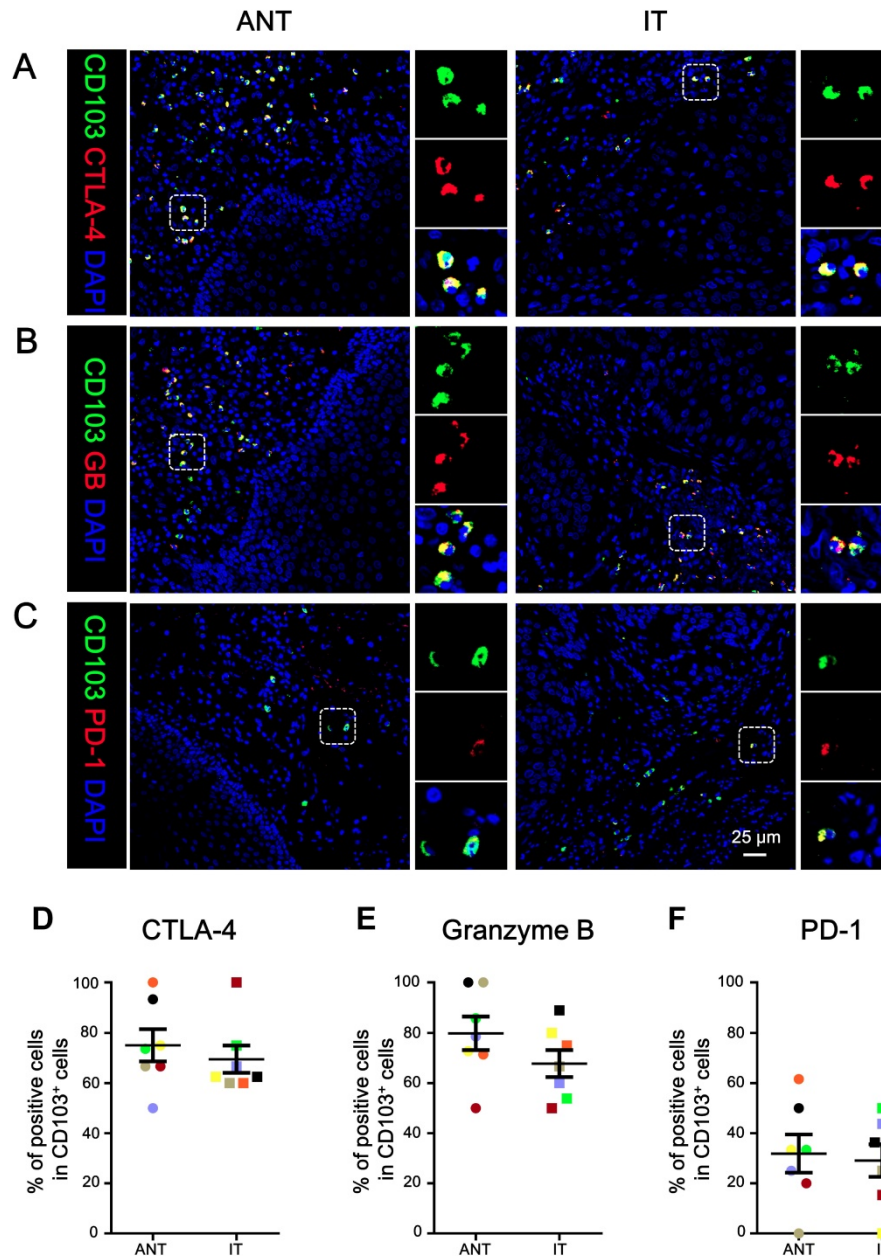 ANT IT
A
CD103 CTLA-4 DAPI
B
CD103 GB DAPI
C
CD103 PD-1 DAPI
25 µm
D E F
CTLA-4 Granzyme B PD-1
% of positive cells
in CD103⁺ cells
100
80
60
40
20
0
ANT IT
% of positive cells
in CD103⁺ cells
100
80
60
40
20
0
ANT IT
% of positive cells
in CD103⁺ cells
100
80
60
40
20
0
ANT